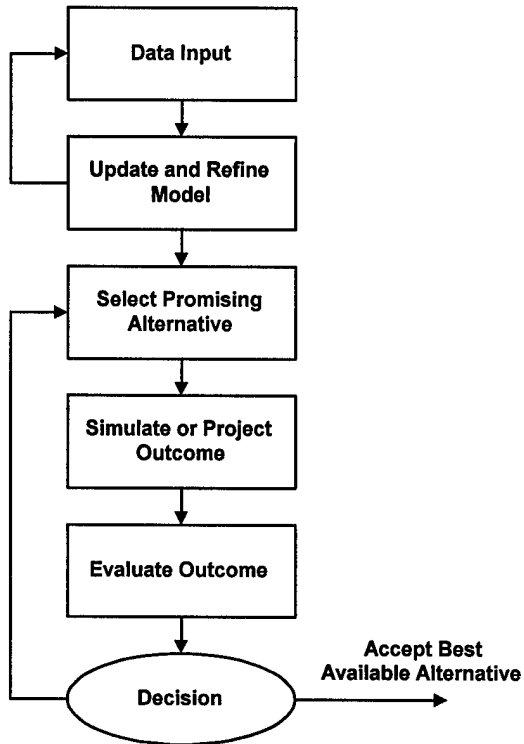 Data Input
Update and Refine
Model
Select Promising
Alternative
Simulate or Project
Outcome
Evaluate Outcome
Decision
Accept Best
Available Alternative